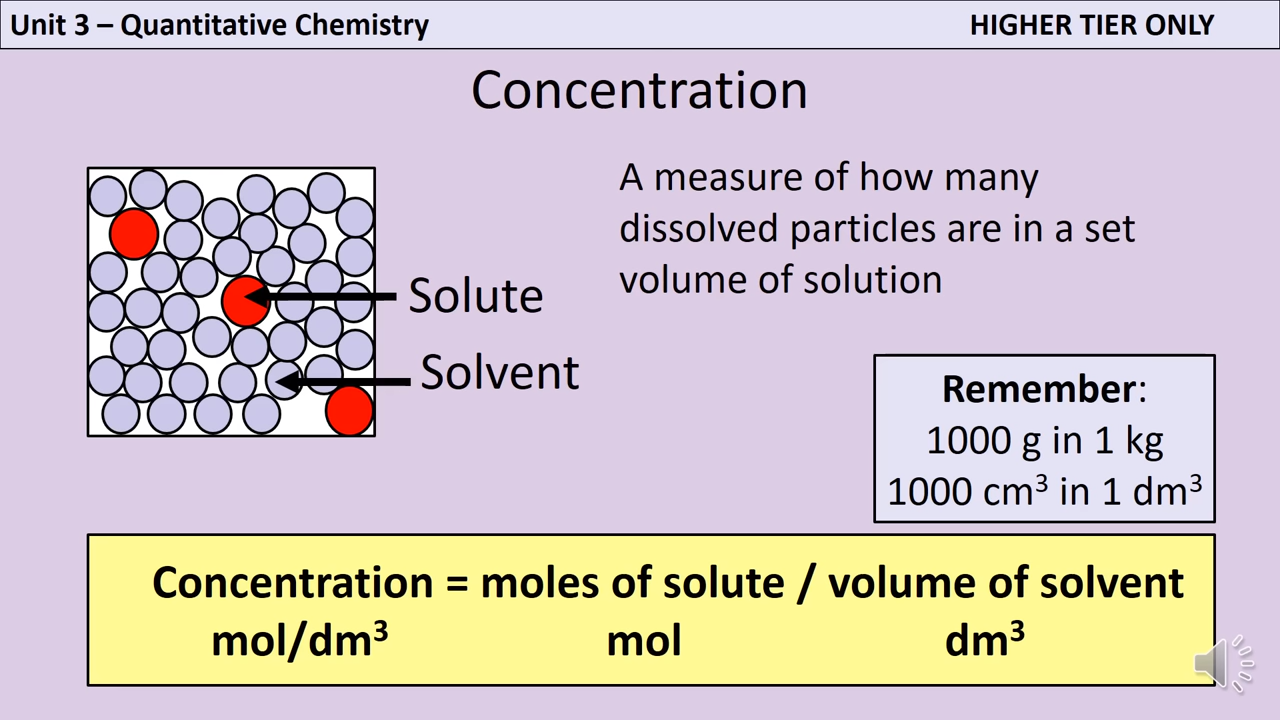 Unit 3 – Quantitative Chemistry
HIGHER TIER ONLY
Concentration
A measure of how many
dissolved particles are in a set
volume of solution
Solute
Solvent
Remember:
1000 g in 1 kg
1000 cm³ in 1 dm³
Concentration = moles of solute / volume of solvent
mol/dm³ mol dm³